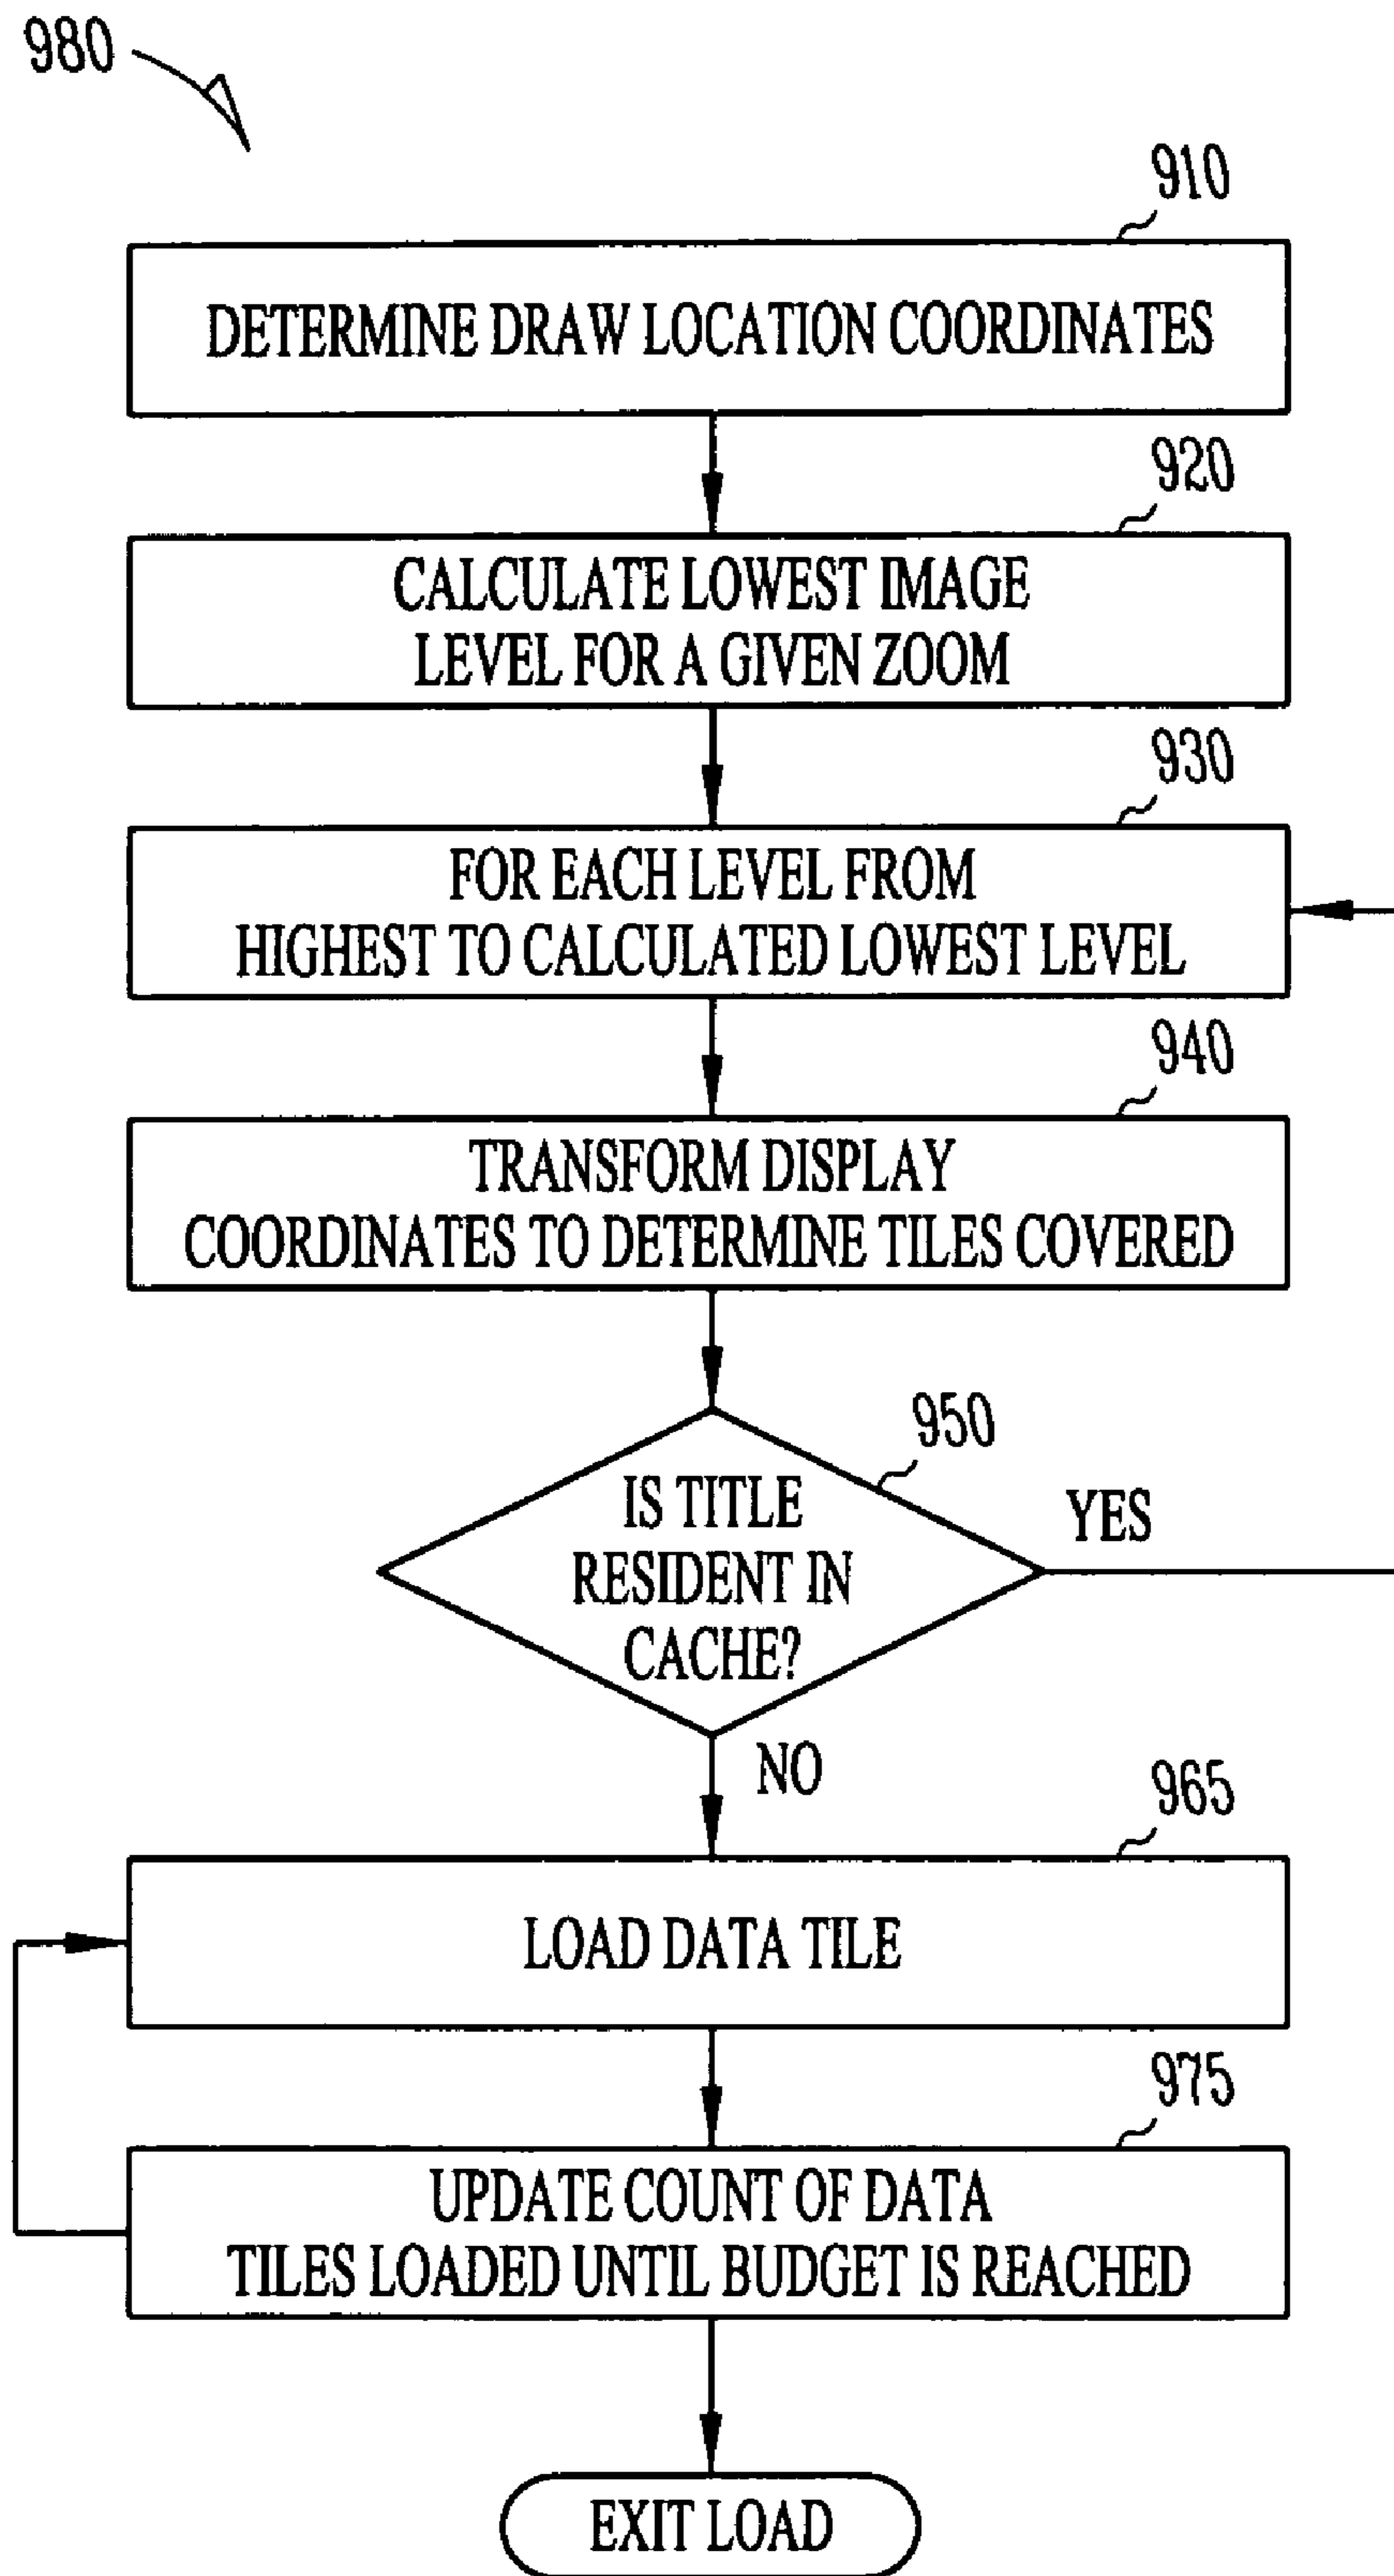 980
910
DETERMINE DRAW LOCATION COORDINATES
920
CALCULATE LOWEST IMAGE
LEVEL FOR A GIVEN ZOOM
930
FOR EACH LEVEL FROM
HIGHEST TO CALCULATED LOWEST LEVEL
940
TRANSFORM DISPLAY
COORDINATES TO DETERMINE TILES COVERED
950
IS TITLE
RESIDENT IN
CACHE?
YES
NO
965
LOAD DATA TILE
975
UPDATE COUNT OF DATA
TILES LOADED UNTIL BUDGET IS REACHED
EXIT LOAD